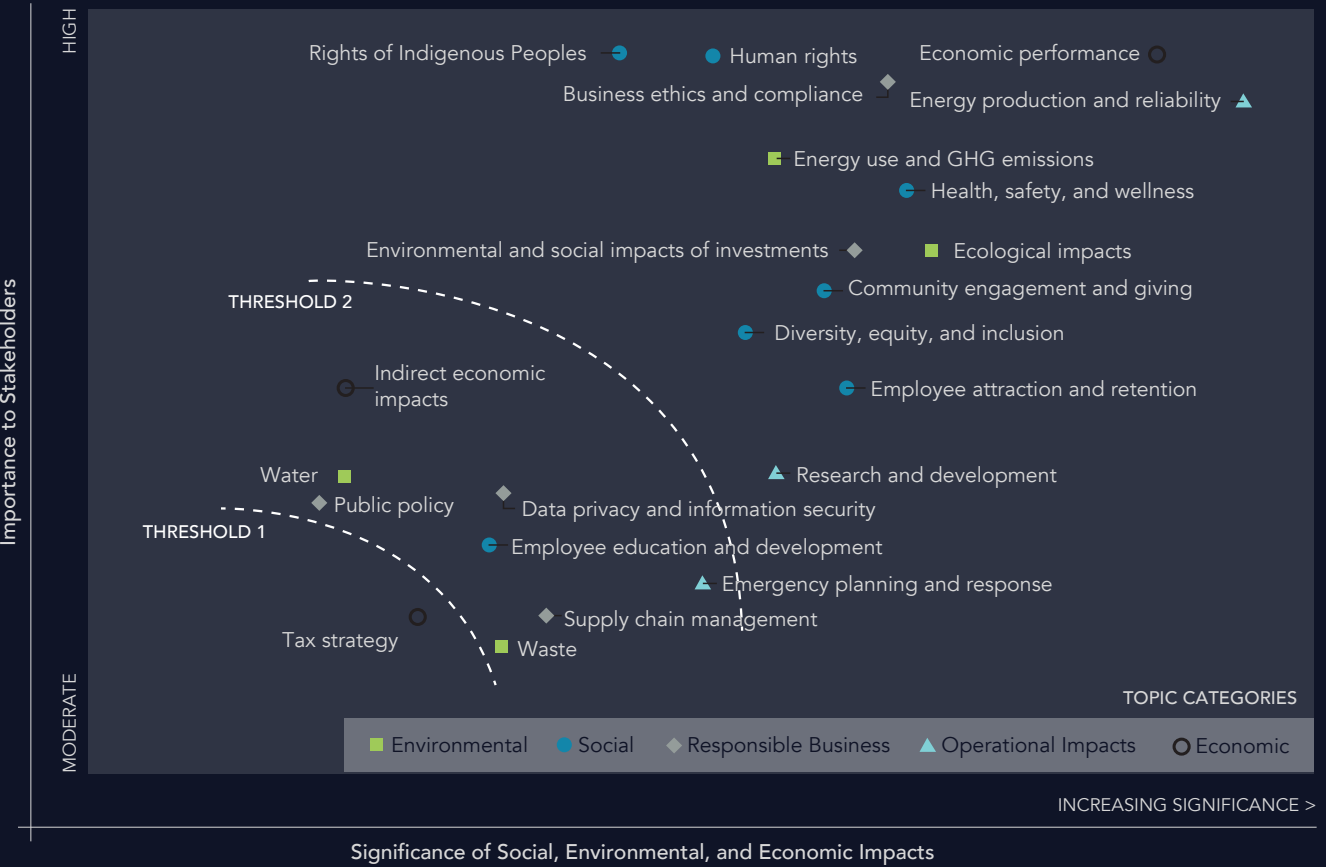 HIGH
Rights of Indigenous Peoples
Human rights
Economic performance
Business ethics and compliance
Energy production and reliability
Energy use and GHG emissions
Health, safety, and wellness
Environmental and social impacts of investments
Ecological impacts
Community engagement and giving
THRESHOLD 2
Diversity, equity, and inclusion
Indirect economic
impacts
Employee attraction and retention
Importance to Stakeholders
Water
Research and development
Public policy
Data privacy and information security
THRESHOLD 1
Employee education and development
Emergency planning and response
Supply chain management
Tax strategy
Waste
MODERATE
TOPIC CATEGORIES
Environmental
Social
Responsible Business
Operational Impacts
Economic
INCREASING SIGNIFICANCE >
Significance of Social, Environmental, and Economic Impacts